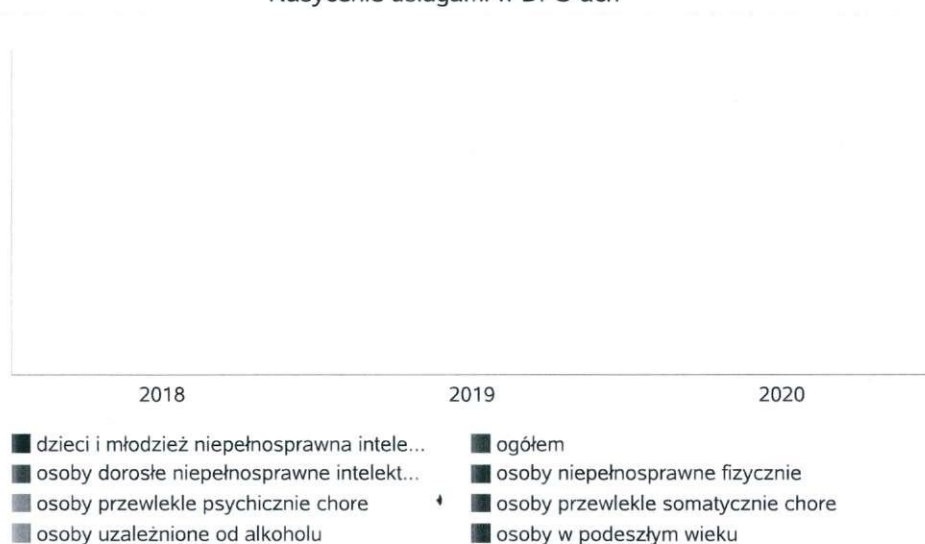 2018 2019 2020
dzieci i młodzież niepełnosprawna intele... ogółem
osoby dorosłe niepełnosprawne intelekt... osoby niepełnosprawne fizycznie
osoby przewlekle psychicznie chore osoby przewlekle somatycznie chore
osoby uzależnione od alkoholu osoby w podeszłym wieku